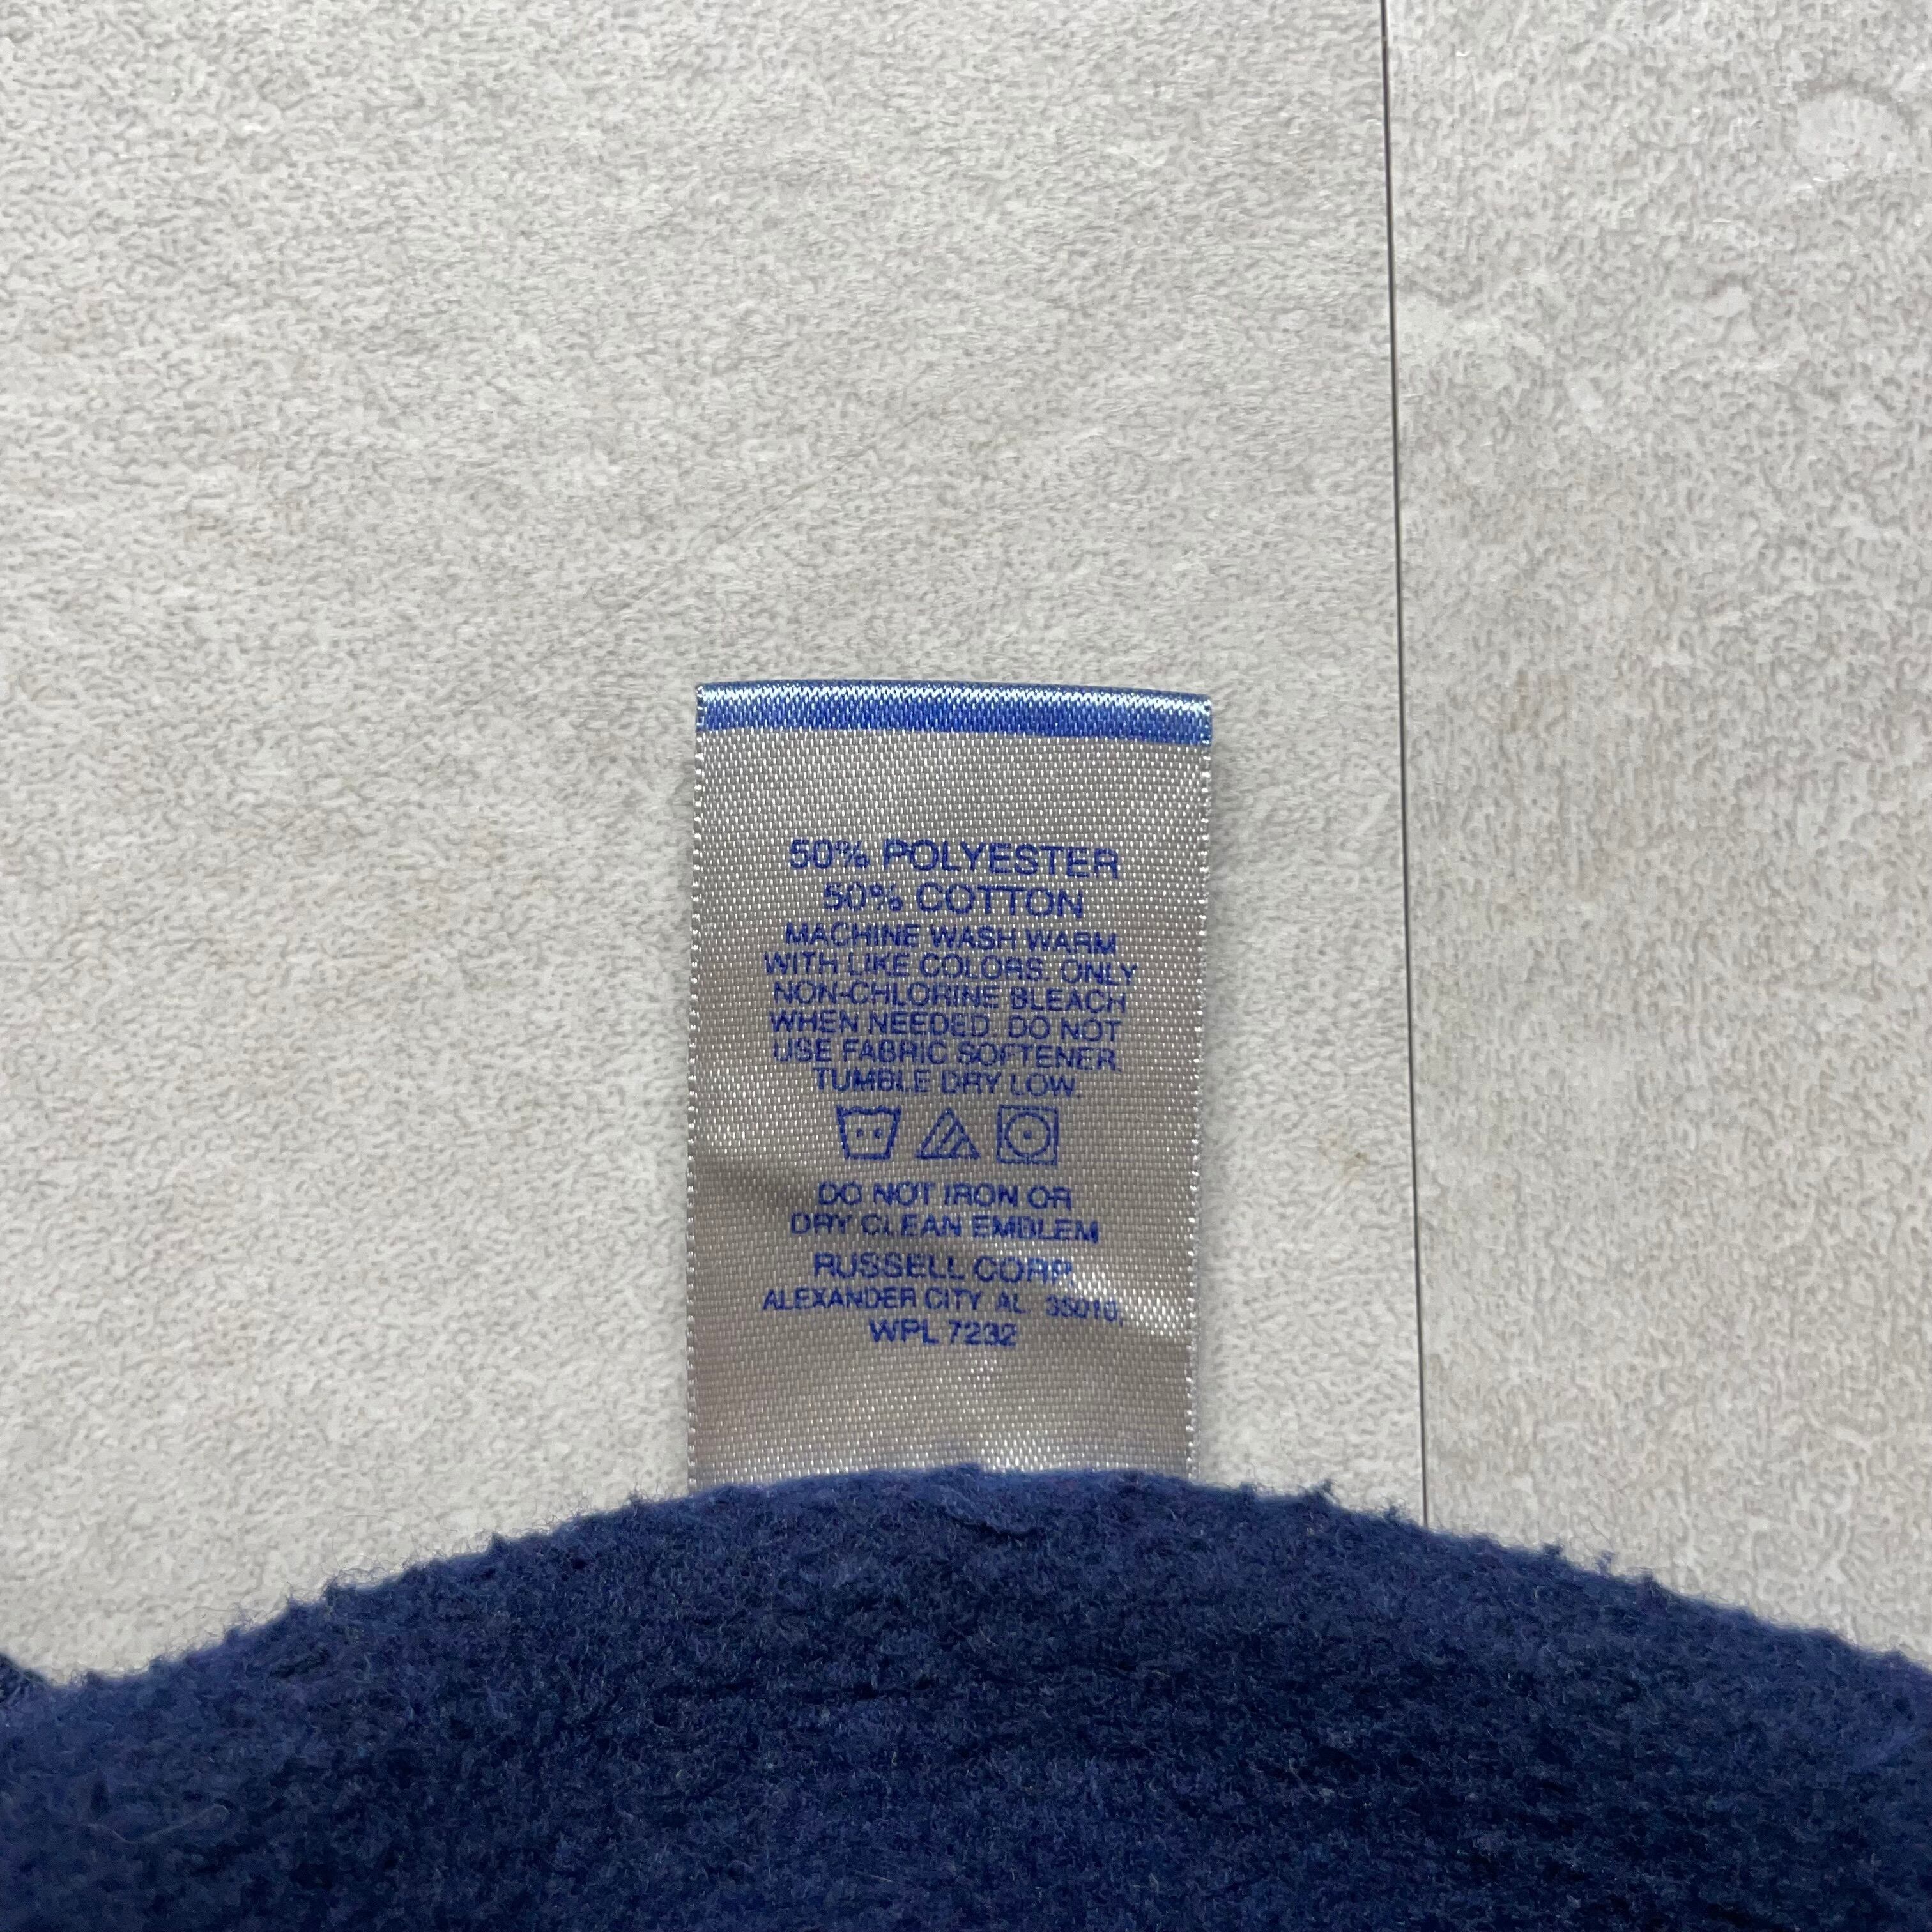 50% POLYESTER
50% COTTON
MACHINE WASH WARM
WITH LIKE COLORS. ONLY
NON-CHLORINE BLEACH
WHEN NEEDED. DO NOT
USE FABRIC SOFTENER.
TUMBLE DRY LOW.
DO NOT IRON OR
DRY CLEAN EMBLEM
RUSSELL CORP.
ALEXANDER CITY AL 35010,
WPL 7232